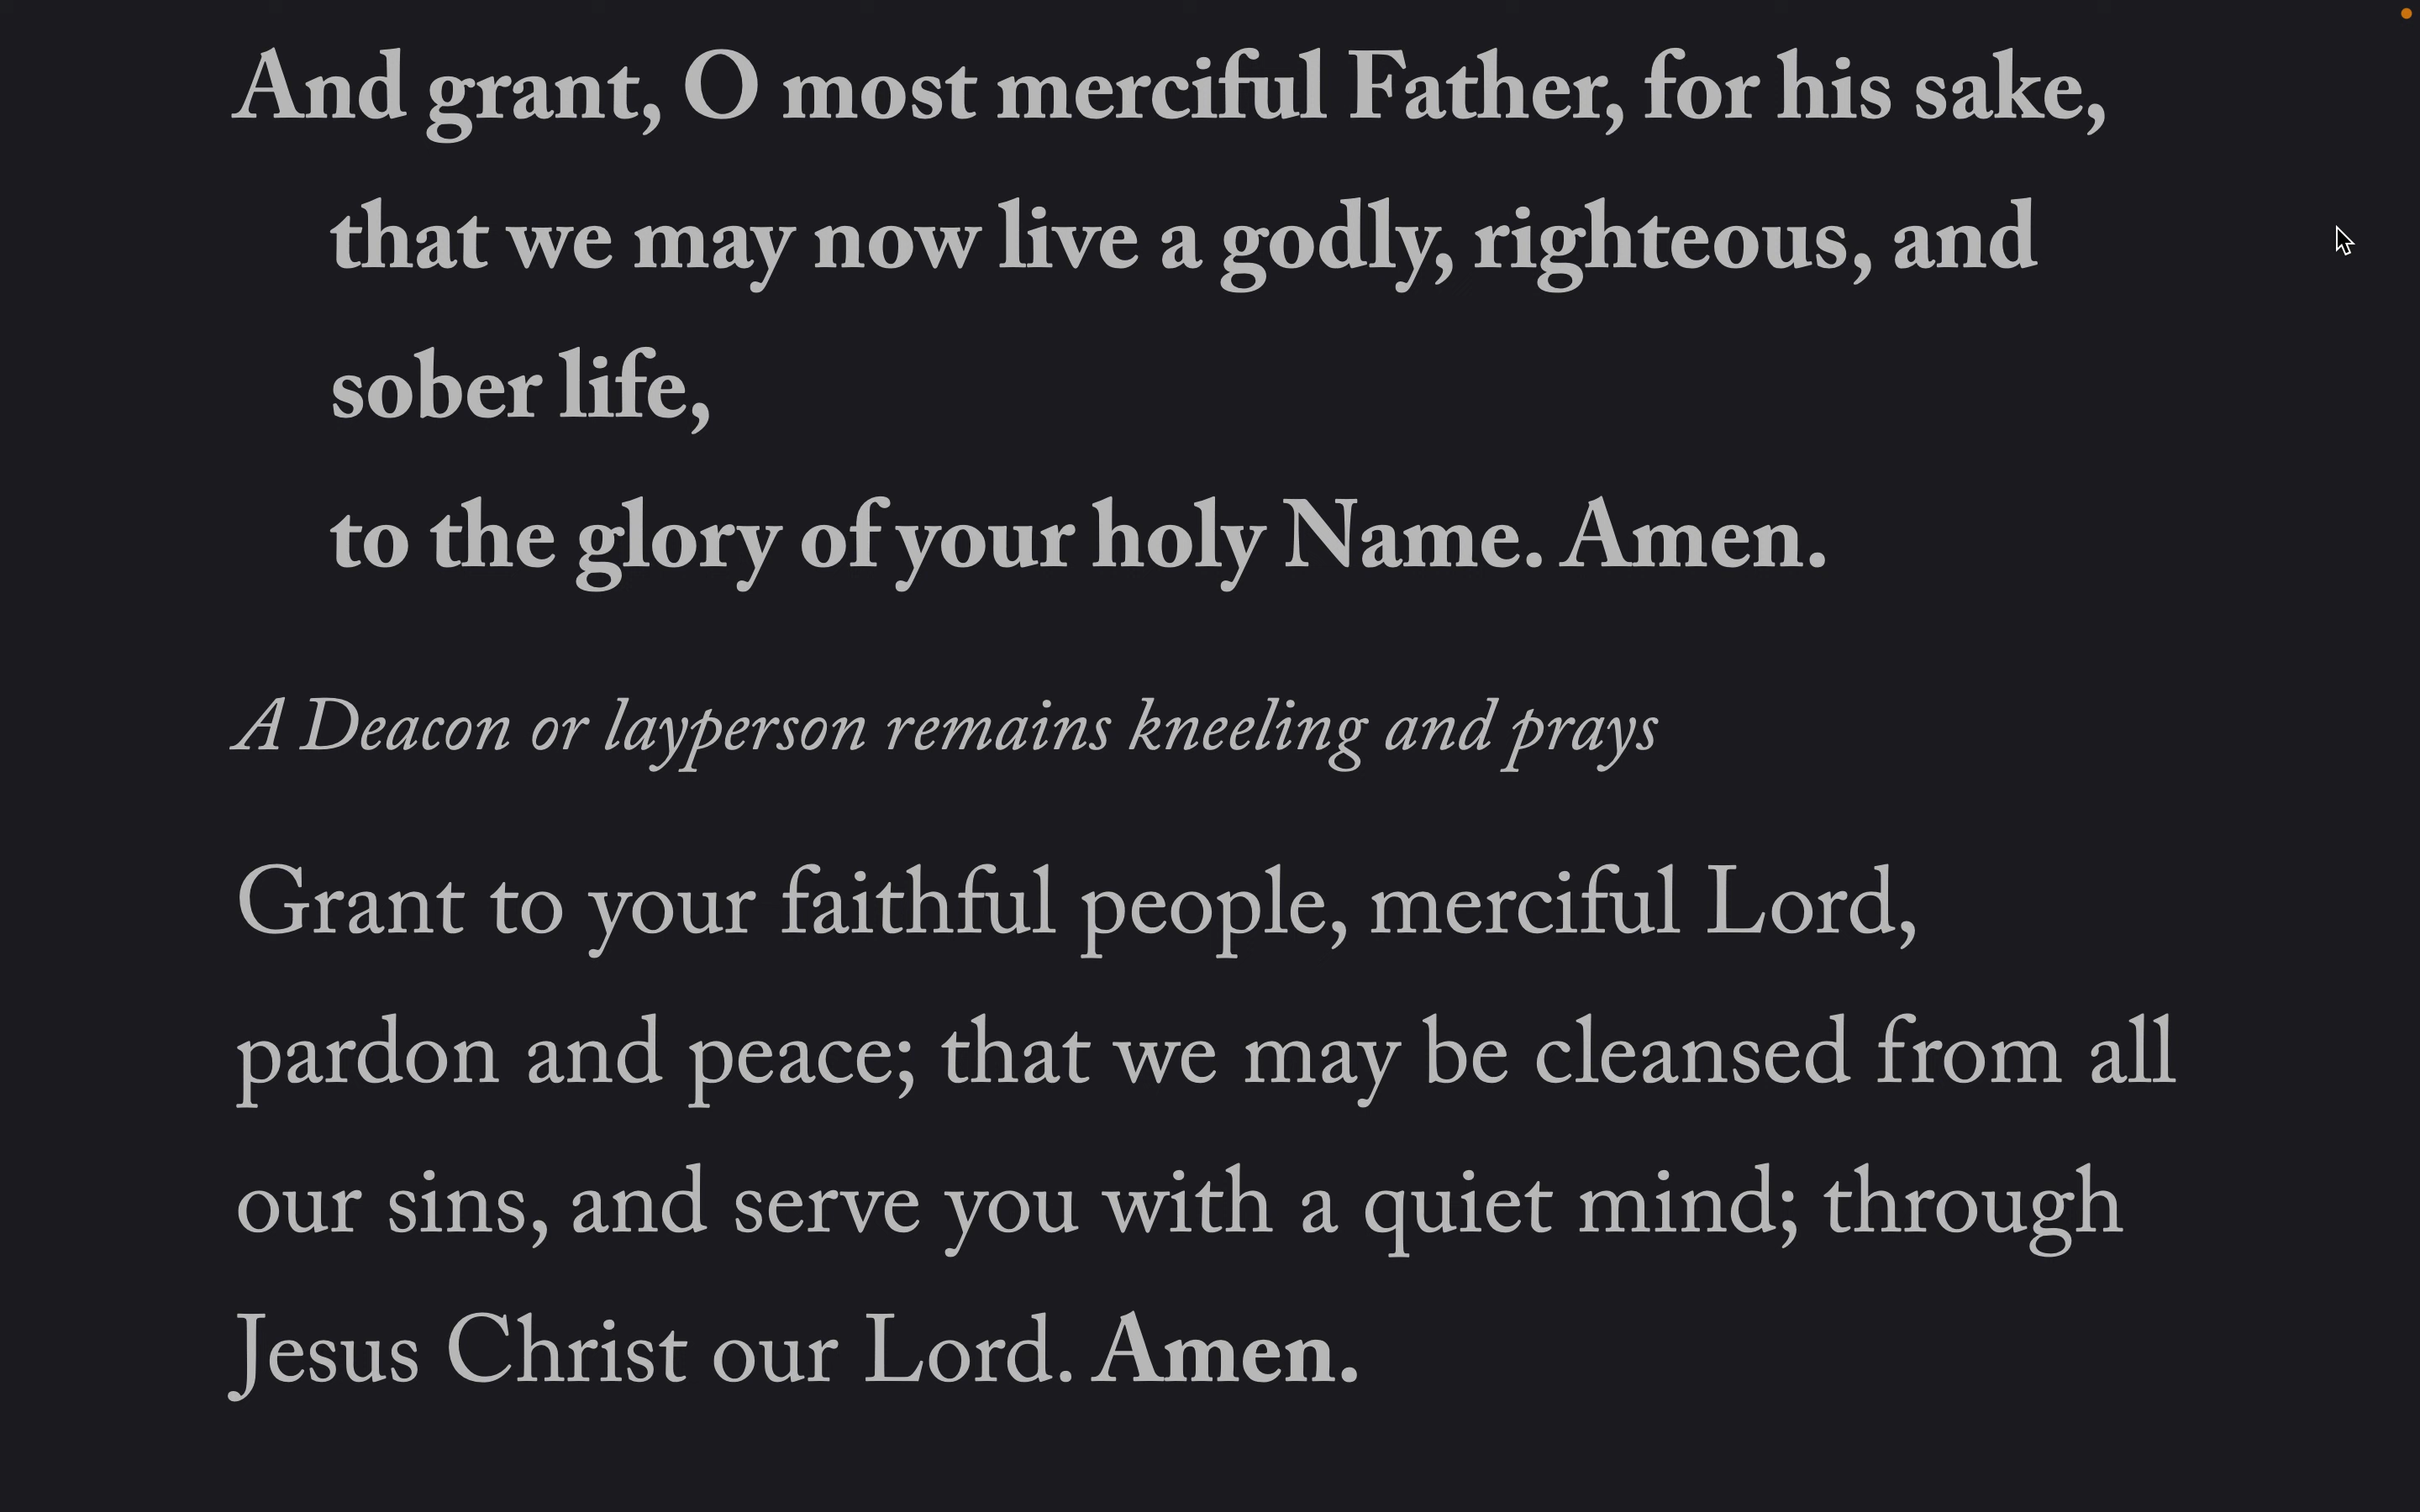 And grant, O most merciful Father, for his sake,
that we may now live a godly, righteous, and
sober life,
to the glory of your holy Name. Amen.
A Deacon or layperson remains kneeling and prays
Grant to your faithful people, merciful Lord,
pardon and peace; that we may be cleansed from all
our sins, and serve you with a quiet mind; through
Jesus Christ our Lord. Amen.